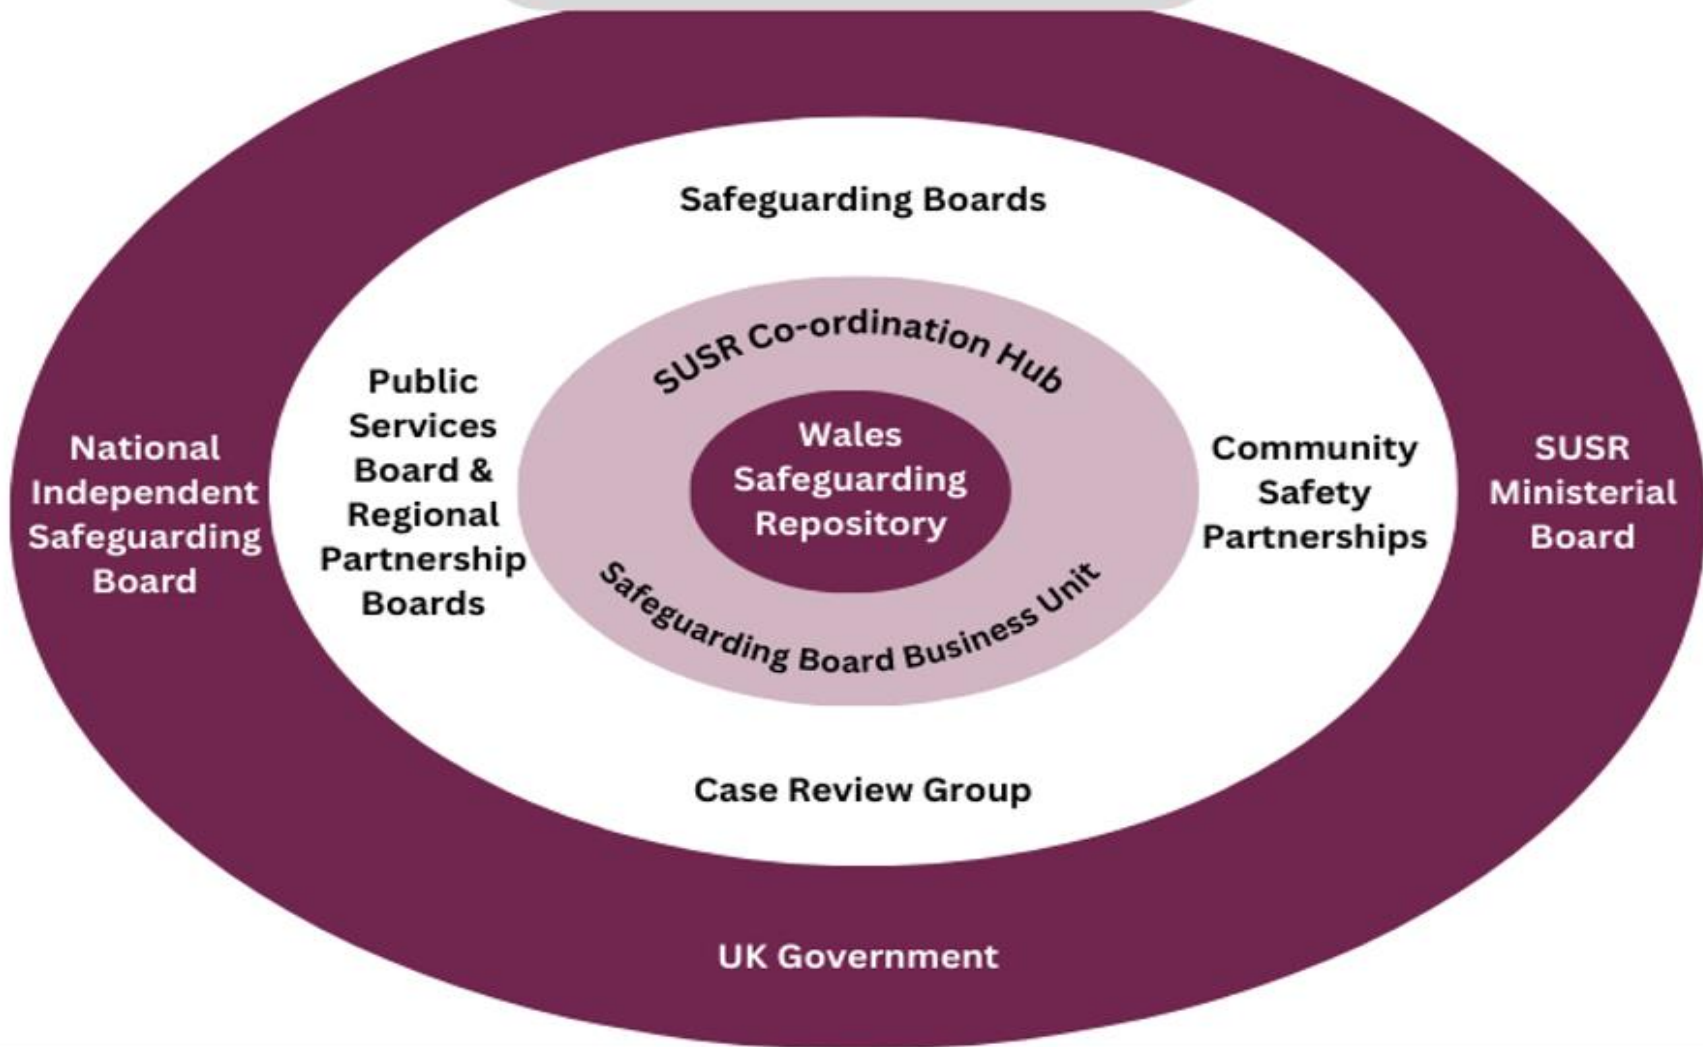 Safeguarding Boards
SUSR Co-ordination Hub
Public
Services
Board &
Regional
Partnership
Boards
National
Independent
Safeguarding
Board
Wales
Safeguarding
Repository
Community
Safety
Partnerships
SUSR
Ministerial
Board
Safeguarding Board Business Unit
Case Review Group
UK Government